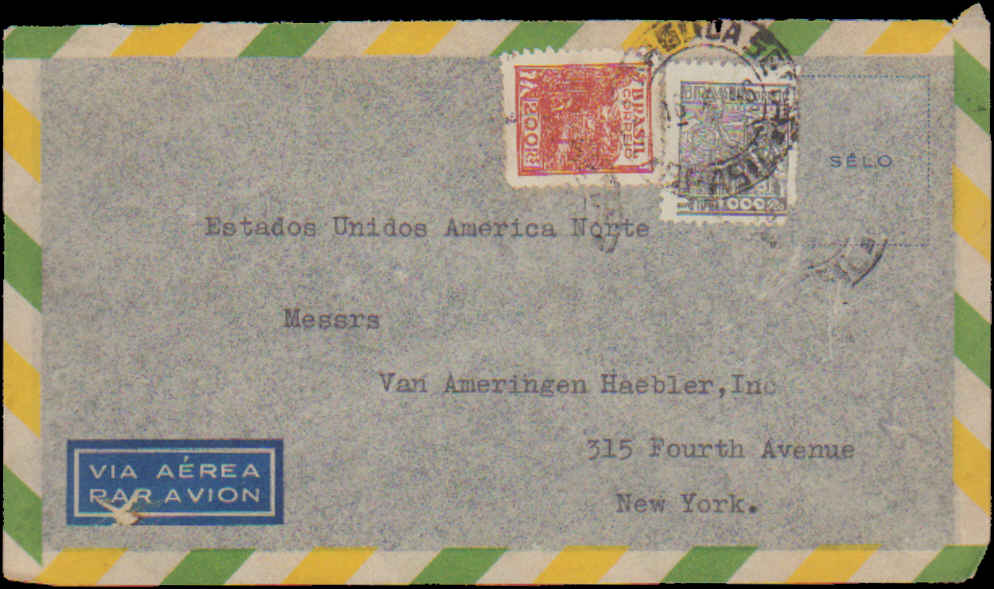 BRASIL
CORREIO
200 R
SÊLO
Estados Unidos America Norte
Messrs
Van Ameringen Haebler,Inc
315 Fourth Avenue
New York.
VIA AÉREA
PAR AVION